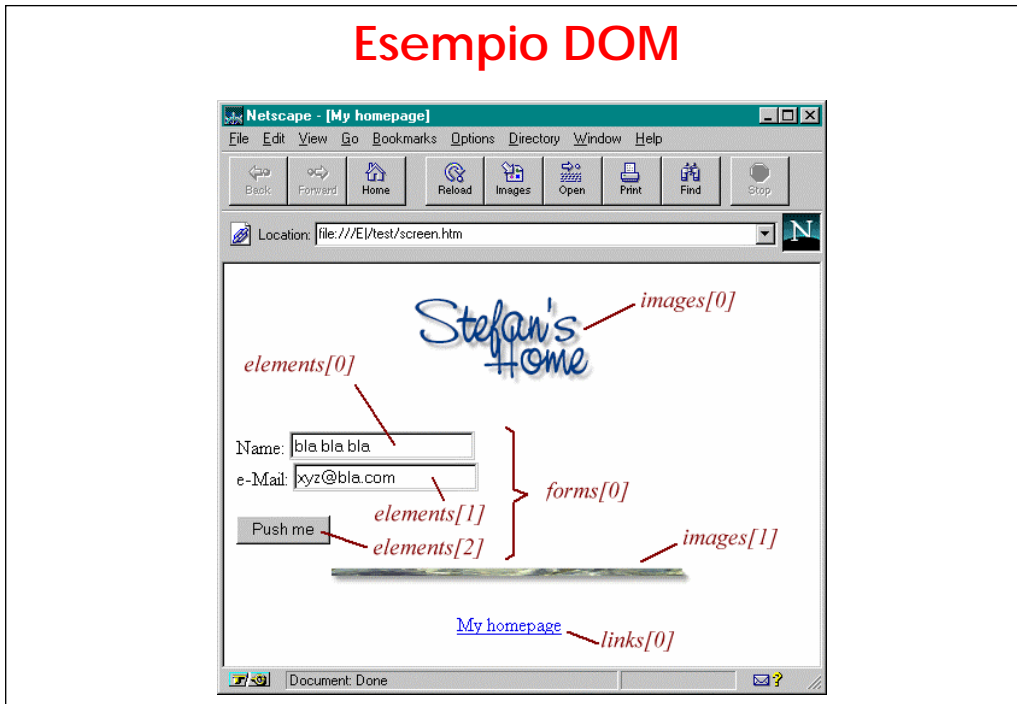 Esempio DOM
Netscape - [My homepage]
File Edit View Go Bookmarks Options Directory Window Help
Back Forward Home Reload Images Open Print Find Stop
Location: file:///E|/test/screen.htm
N
images[0]
Stefan's
Home
elements[0]
Name: bla bla bla
e-Mail: xyz@bla.com
forms[0]
elements[1]
Push me
elements[2]
images[1]
My homepage
links[0]
Document: Done